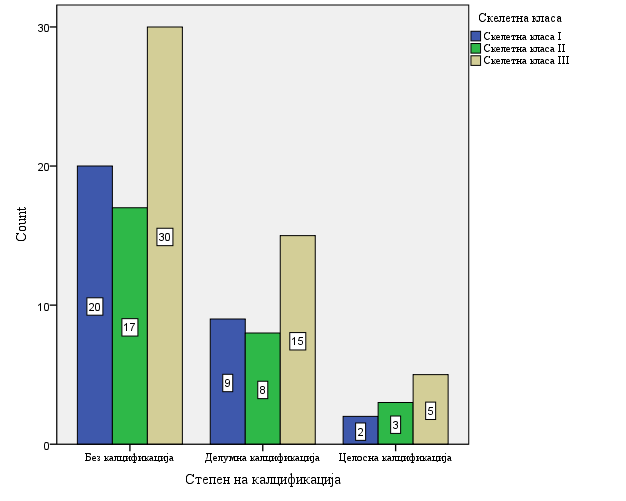 Скелетна класа
Скелетна класа I
Скелетна класа II
Скелетна класа III
Count
30
20
10
0
20
17
30
9
8
15
2
3
5
Без калцификација
Делумна калцификација
Целосна калцификација
Степен на калцификација